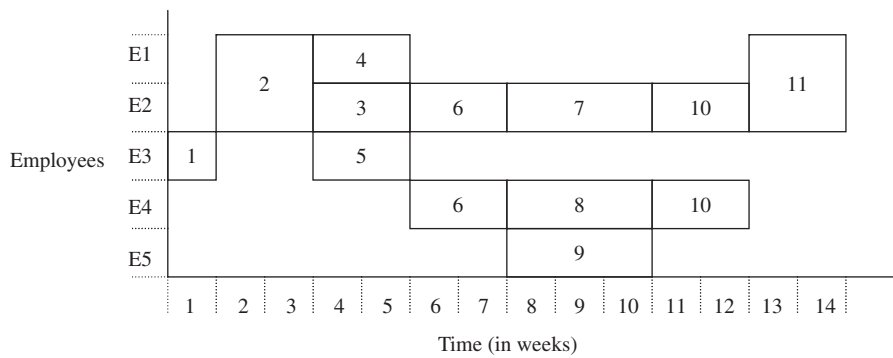 E1 4
2 11
E2 3 6 7 10
Employees E3 1 5
E4 6 8 10
E5 9
1 2 3 4 5 6 7 8 9 10 11 12 13 14
Time (in weeks)